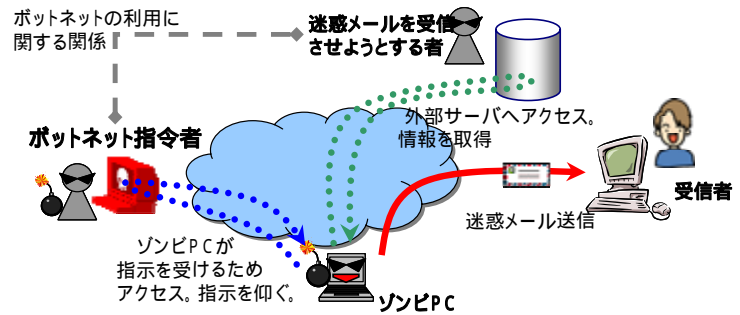 ボットネットの利用に
関する関係
迷惑メールを受信
させようとする者
外部サーバへアクセス。
情報を取得
ボットネット指令者
受信者
迷惑メール送信
ゾンビPCが
指示を受けるため
アクセス。指示を仰ぐ。
ゾンビPC